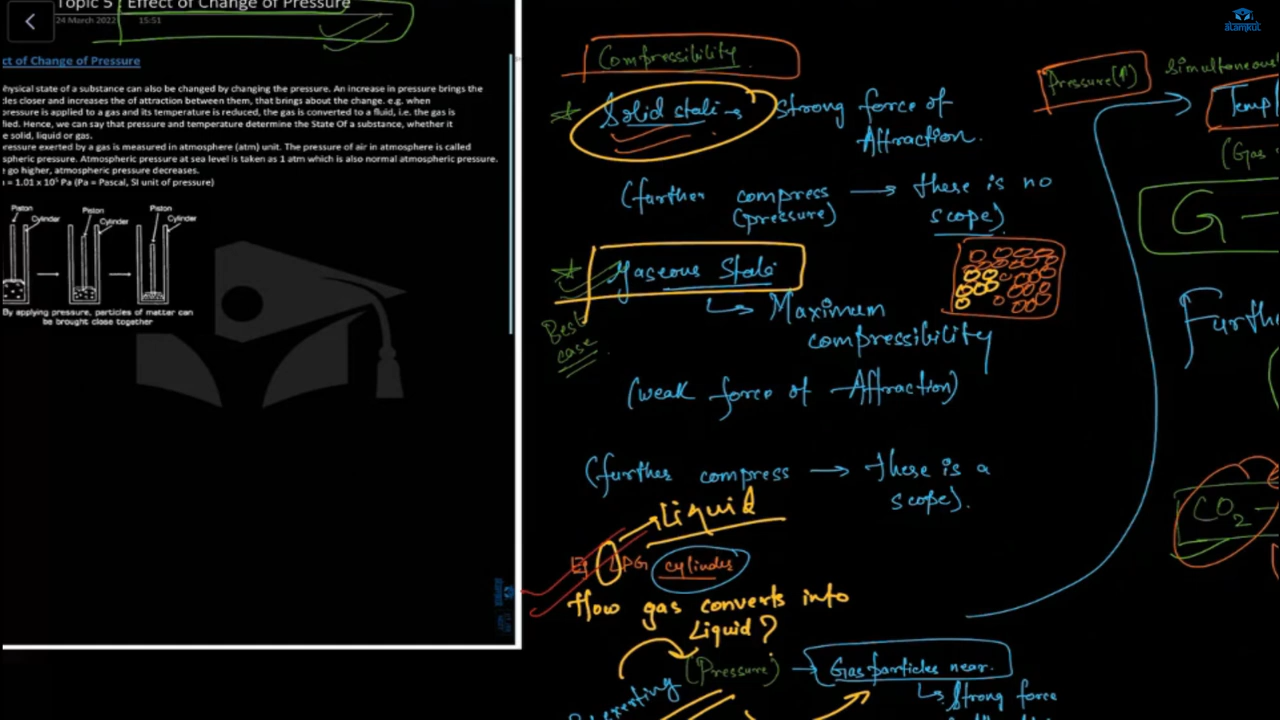 Topic 5 : Effect of Change of Pressure
24 March 2022 15:51
ct of Change of Pressure
hysical state of a substance can also be changed by changing the pressure. An increase in pressure brings the
les closer and increases the of attraction between them, that brings about the change. e.g. when
pressure is applied to a gas and its temperature is reduced, the gas is converted to a fluid, i.e. the gas is
fied. Hence, we can say that pressure and temperature determine the State Of a substance, whether it
e solid, liquid or gas.
ressure exerted by a gas is measured in atmosphere (atm) unit. The pressure of air in atmosphere is called
spheric pressure. Atmospheric pressure at sea level is taken as 1 atm which is also normal atmospheric pressure.
go higher, atmospheric pressure decreases.
= 1.01 x 10⁵ Pa (Pa = Pascal, SI unit of pressure)
Piston Piston Piston
Cylinder Cylinder Cylinder
By applying pressure, particles of matter can
be brought close together
Compressibility
Solid state → Strong force of
Attraction.
(further compress → there is no
(pressure) scope).
Gaseous State
↳ Maximum
compressibility
Best
case
(weak force of Attraction)
(further compress → there is a
scope).
Liquid
Eg LPG cylinder
How gas converts into
Liquid?
(Pressure) → Gas particles near.
exerting
↳ Strong force
Pressure(↑)
simultaneous
Temp
(Gas
G —
Furth
CO₂ —
atamkul